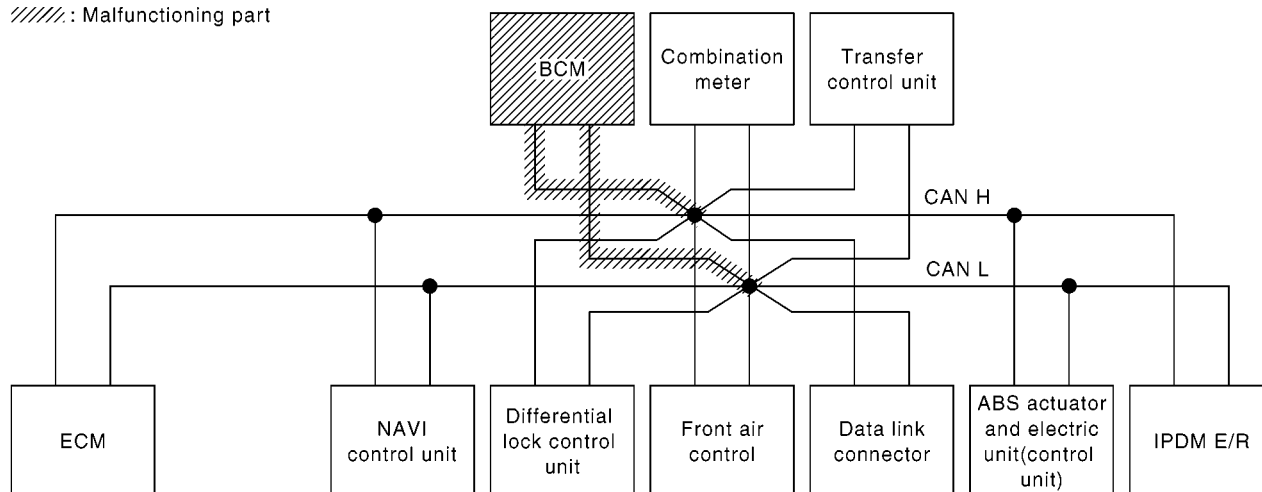 : Malfunctioning part
BCM
Combination
meter
Transfer
control unit
CAN H
CAN L
ECM
NAVI
control unit
Differential
lock control
unit
Front air
control
Data link
connector
ABS actuator
and electric
unit(control
unit)
IPDM E/R